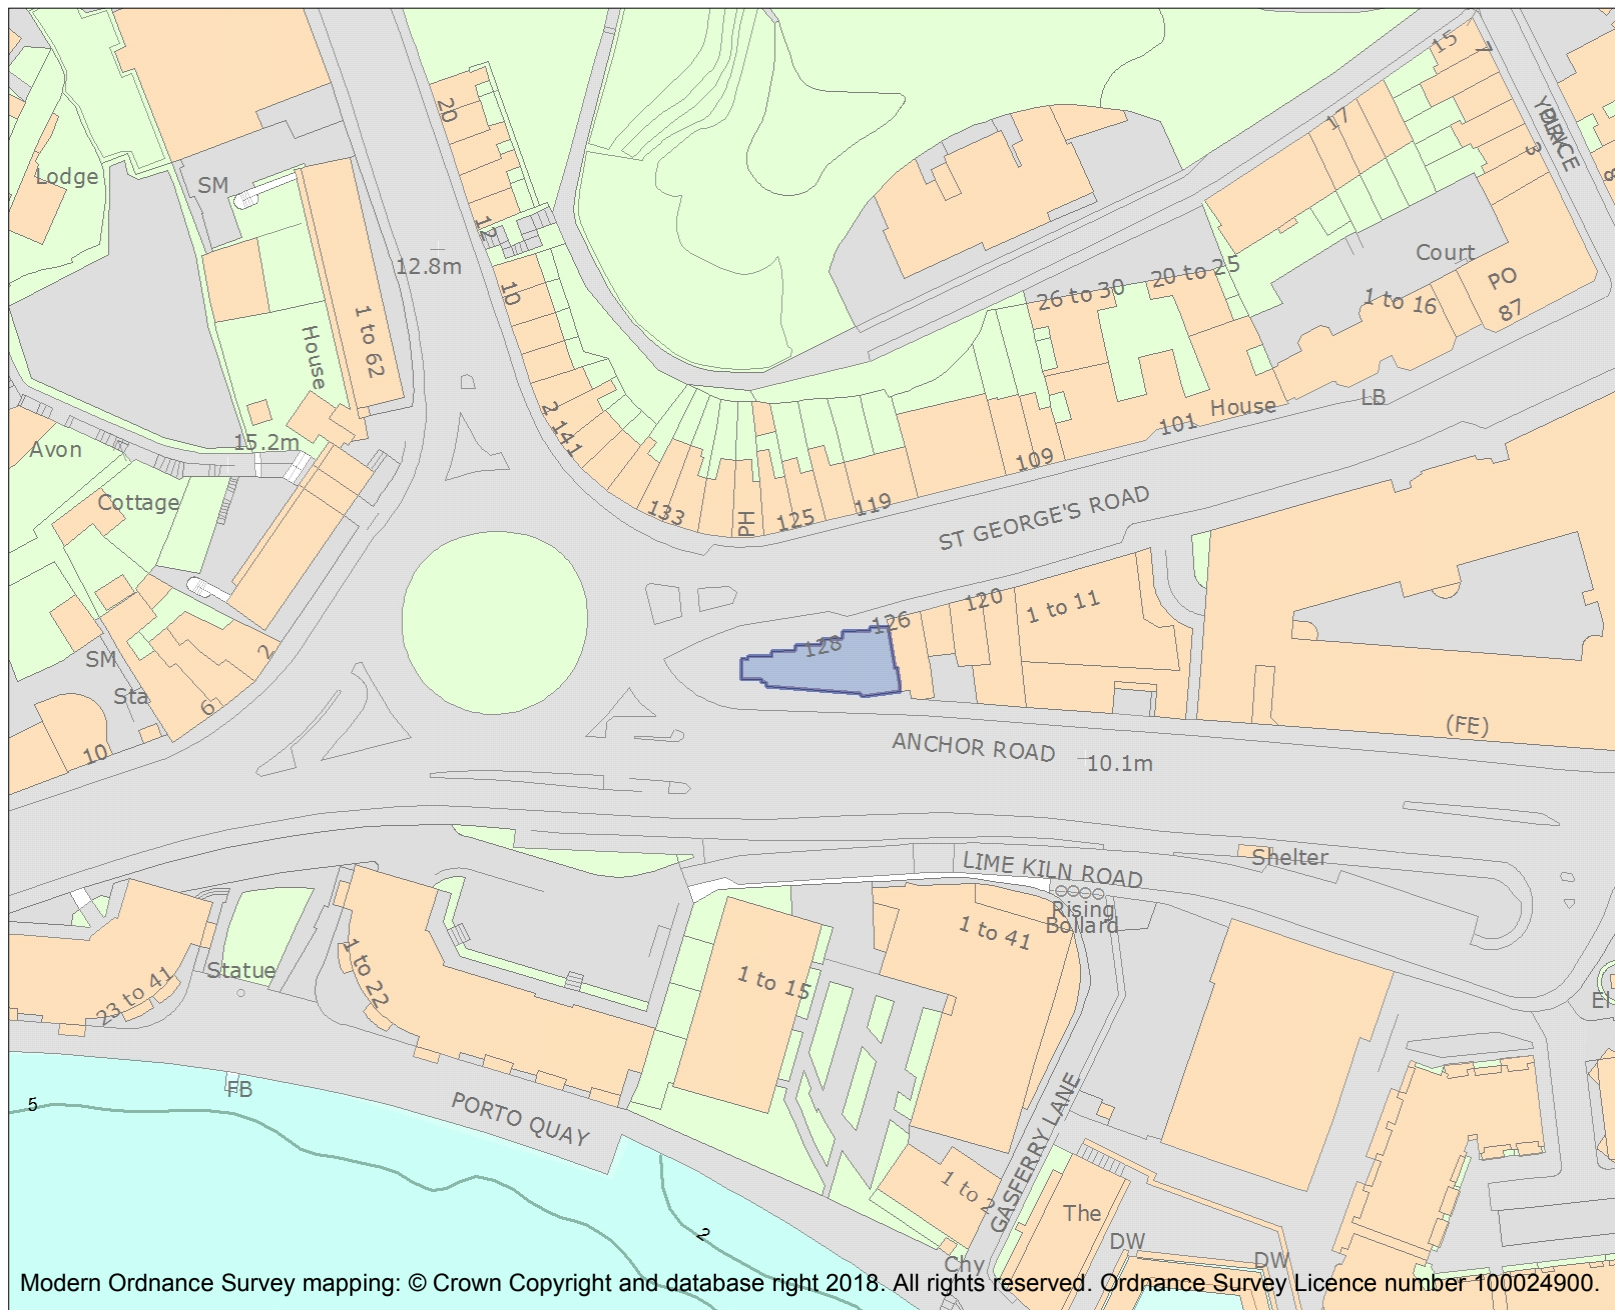 15
7
20
17
YORK
PLACE
3
8
Lodge
SM
12
Court
12.8m
20 to 25
PO
10
26 to 30
1 to 16
87
1 to 62
House
2
LB
House
141
101
15.2m
Avon
109
Cottage
133
PH
125
119
ST GEORGE'S ROAD
120
1 to 11
126
128
2
SM
Sta
6
10
(FE)
ANCHOR ROAD
10.1m
LIME KILN ROAD
Shelter
Rising
Bollard
1 to 41
Statue
1 to 22
1 to 15
23 to 41
El
FB
5
PORTO QUAY
GASFERRY LANE
1 to 2
The
2
DW
DW
Chy
Modern Ordnance Survey mapping: © Crown Copyright and database right 2018. All rights reserved. Ordnance Survey Licence number 100024900.